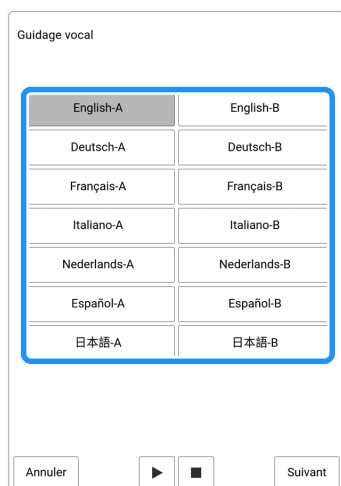 Guidage vocal
English-A English-B
Deutsch-A Deutsch-B
Français-A Français-B
Italiano-A Italiano-B
Nederlands-A Nederlands-B
Español-A Español-B
日本語-A 日本語-B
Annuler Suivant